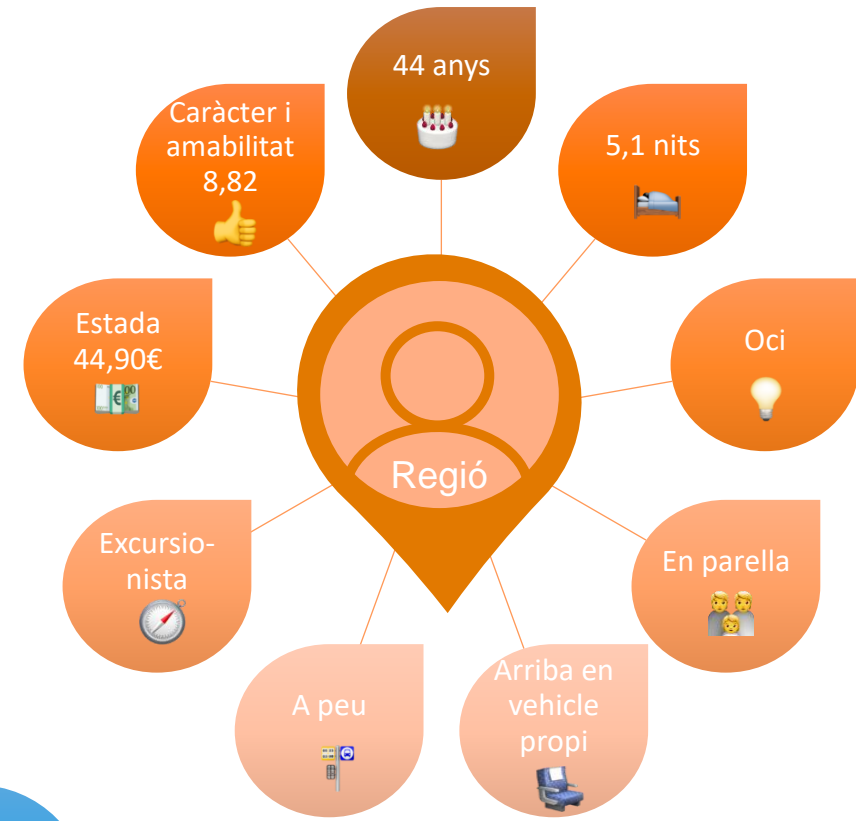 44 anys
5,1 nits
Oci
En parella
Arriba en
vehicle
propi
A peu
Excursio-
nista
Estada
44,90€
Caràcter i
amabilitat
8,82
Regió